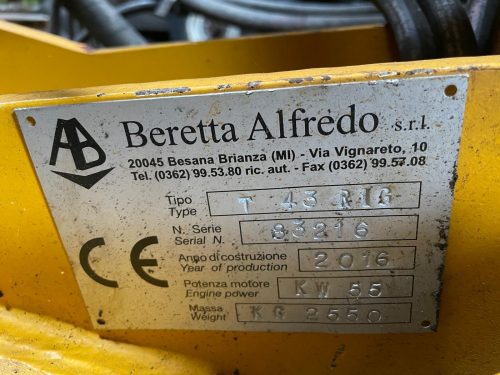 AB
Beretta Alfredo s.r.l.
20045 Besana Brianza (MI) - Via Vignareto, 10
Tel. (0362) 99.53.80 ric. aut. - Fax (0362) 99.57.08
Tipo
Type
T 43 RIG
N. Série
Serial N.
83216
Anno di costruzione
Year of production
2016
Potenza motore
Engine power
KW 55
Massa
Weight
KG 2550
CE